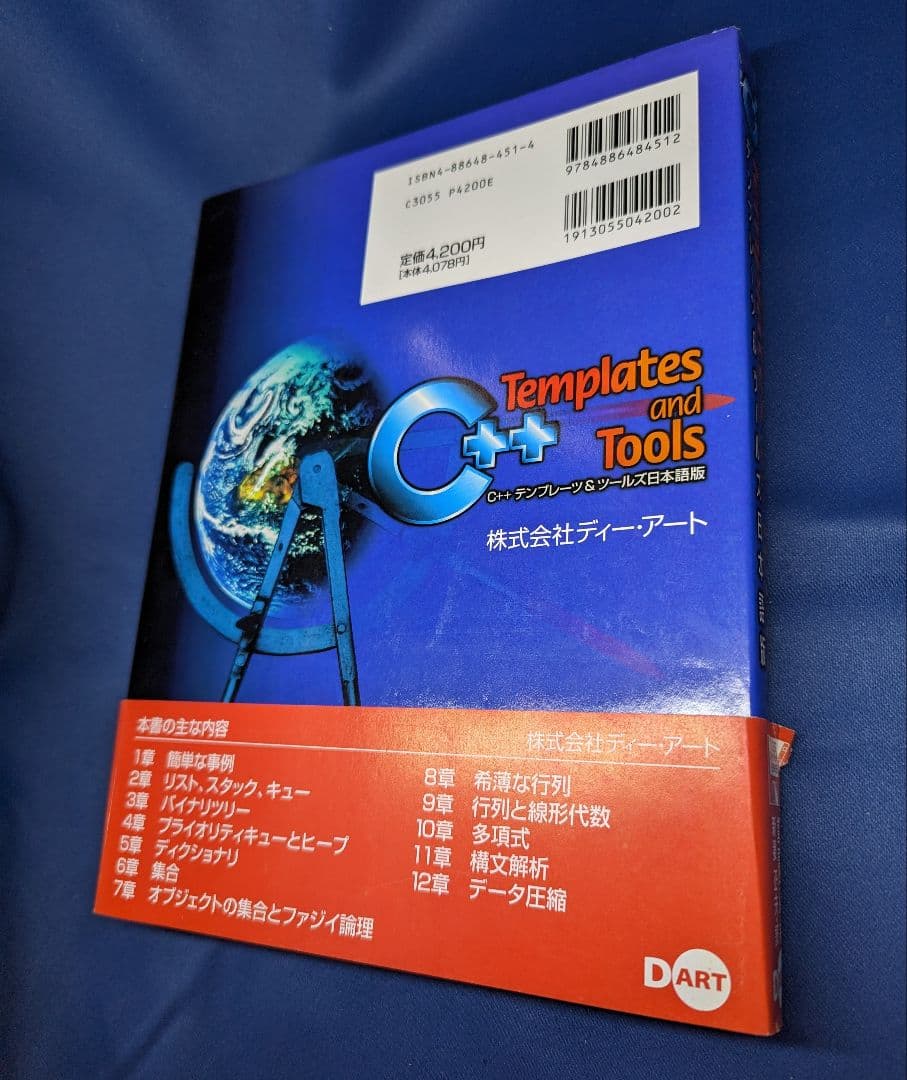 ISBN4-88648-451-4
C3055 P4200E
9784886484512
1913055042002
定価4,200円
[本体4,078円]
C++
Templates
and
Tools
C++ テンプレーツ&ツールズ日本語版
株式会社ディー・アート
本書の主な内容
株式会社ディー・アート
1章 簡単な事例
2章 リスト、スタック、キュー
3章 バイナリツリー
4章 プライオリティキューとヒープ
5章 ディクショナリ
6章 集合
7章 オブジェクトの集合とファジイ論理
8章 希薄な行列
9章 行列と線形代数
10章 多項式
11章 構文解析
12章 データ圧縮
DART